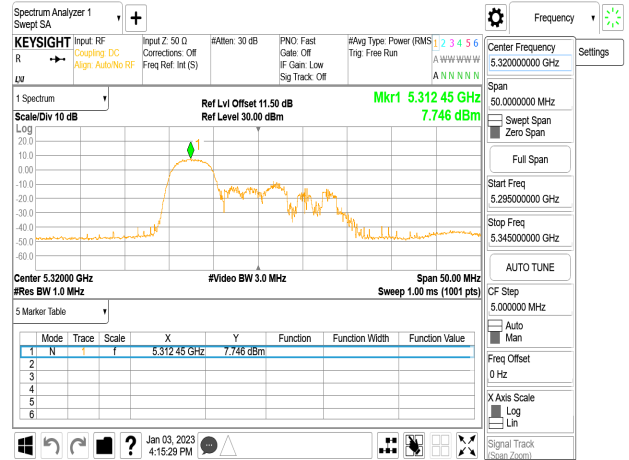 Spectrum Analyzer 1
Swept SA
Frequency
KEYSIGHT
R
LXI
Input: RF
Coupling: DC
Align: Auto/No RF
Input Z: 50 Ω
Corrections: Off
Freq Ref: Int (S)
#Atten: 30 dB
PNO: Fast
Gate: Off
IF Gain: Low
Sig Track: Off
#Avg Type: Power (RMS
Trig: Free Run
1 2 3 4 5 6
A W W W W W
A N N N N N
Center Frequency
5.320000000 GHz
Settings
Span
50.0000000 MHz
Swept Span
Zero Span
Full Span
Start Freq
5.295000000 GHz
Stop Freq
5.345000000 GHz
AUTO TUNE
CF Step
5.000000 MHz
Auto
Man
Freq Offset
0 Hz
X Axis Scale
Log
Lin
Signal Track
(Span Zoom)
1 Spectrum
Scale/Div 10 dB
Ref Lvl Offset 11.50 dB
Ref Level 30.00 dBm
Mkr1 5.312 45 GHz
7.746 dBm
Log
1
20.0
10.0
0.00
-10.0
-20.0
-30.0
-40.0
-50.0
-60.0
Center 5.32000 GHz
#Video BW 3.0 MHz
Span 50.00 MHz
#Res BW 1.0 MHz
Sweep 1.00 ms (1001 pts)
5 Marker Table
Mode Trace Scale X Y Function Function Width Function Value
1 N 1 f 5.312 45 GHz 7.746 dBm
2
3
4
5
6
?
Jan 03, 2023
4:15:29 PM